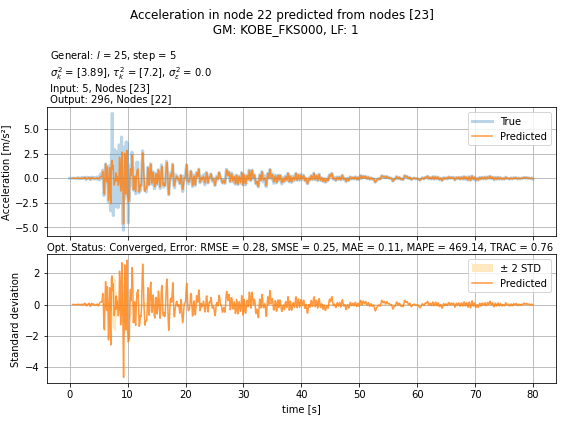 Acceleration in node 22 predicted from nodes [23]
GM: KOBE_FKS000, LF: 1
General: l = 25, step = 5
σ²ₖ = [3.89], τ²ₖ = [7.2], σ²ε = 0.0
Input: 5, Nodes [23]
Output: 296, Nodes [22]
Acceleration [m/s²]
5.0
2.5
0.0
−2.5
−5.0
True
Predicted
Opt. Status: Converged, Error: RMSE = 0.28, SMSE = 0.25, MAE = 0.11, MAPE = 469.14, TRAC = 0.76
Standard deviation
2
0
−2
−4
± 2 STD
Predicted
0 10 20 30 40 50 60 70 80
time [s]